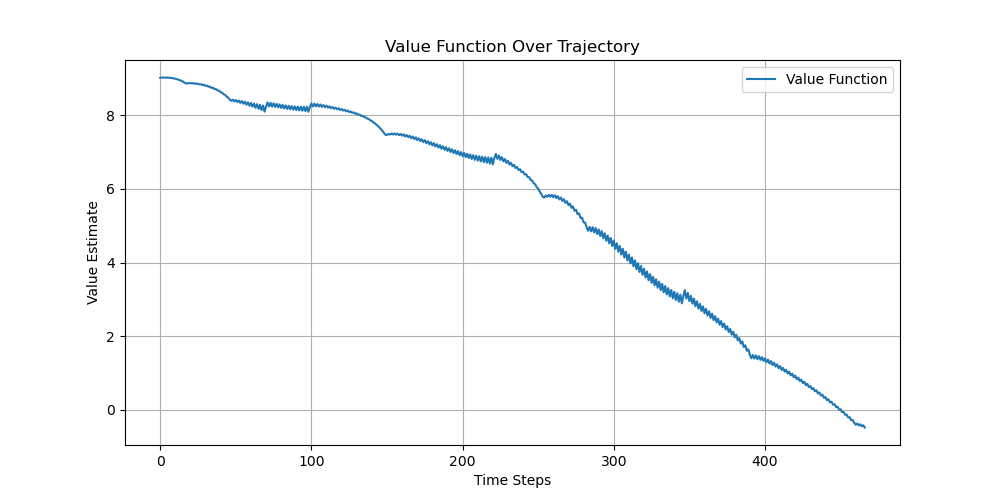 Value Function Over Trajectory
Value Function
Value Estimate
8
6
4
2
0
0 100 200 300 400
Time Steps